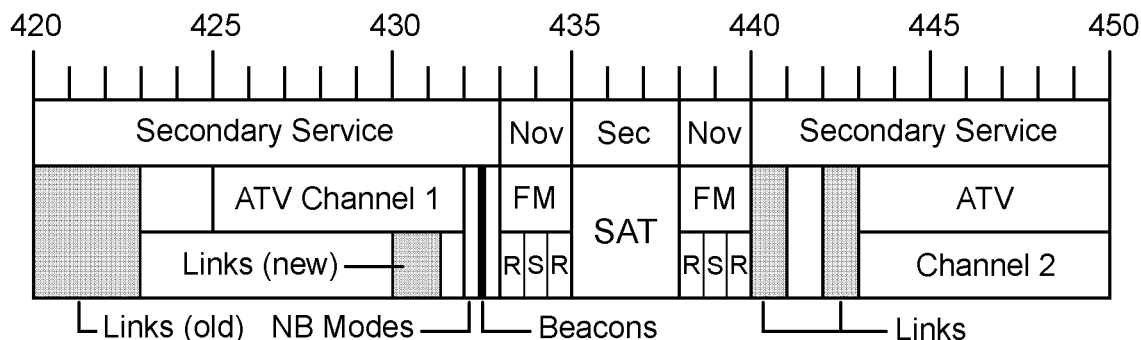 420 425 430 435 440 445 450
Secondary Service Nov Sec Nov Secondary Service
ATV Channel 1 FM SAT FM ATV
Links (new) R S R R S R Channel 2
Links (old) NB Modes Beacons Links